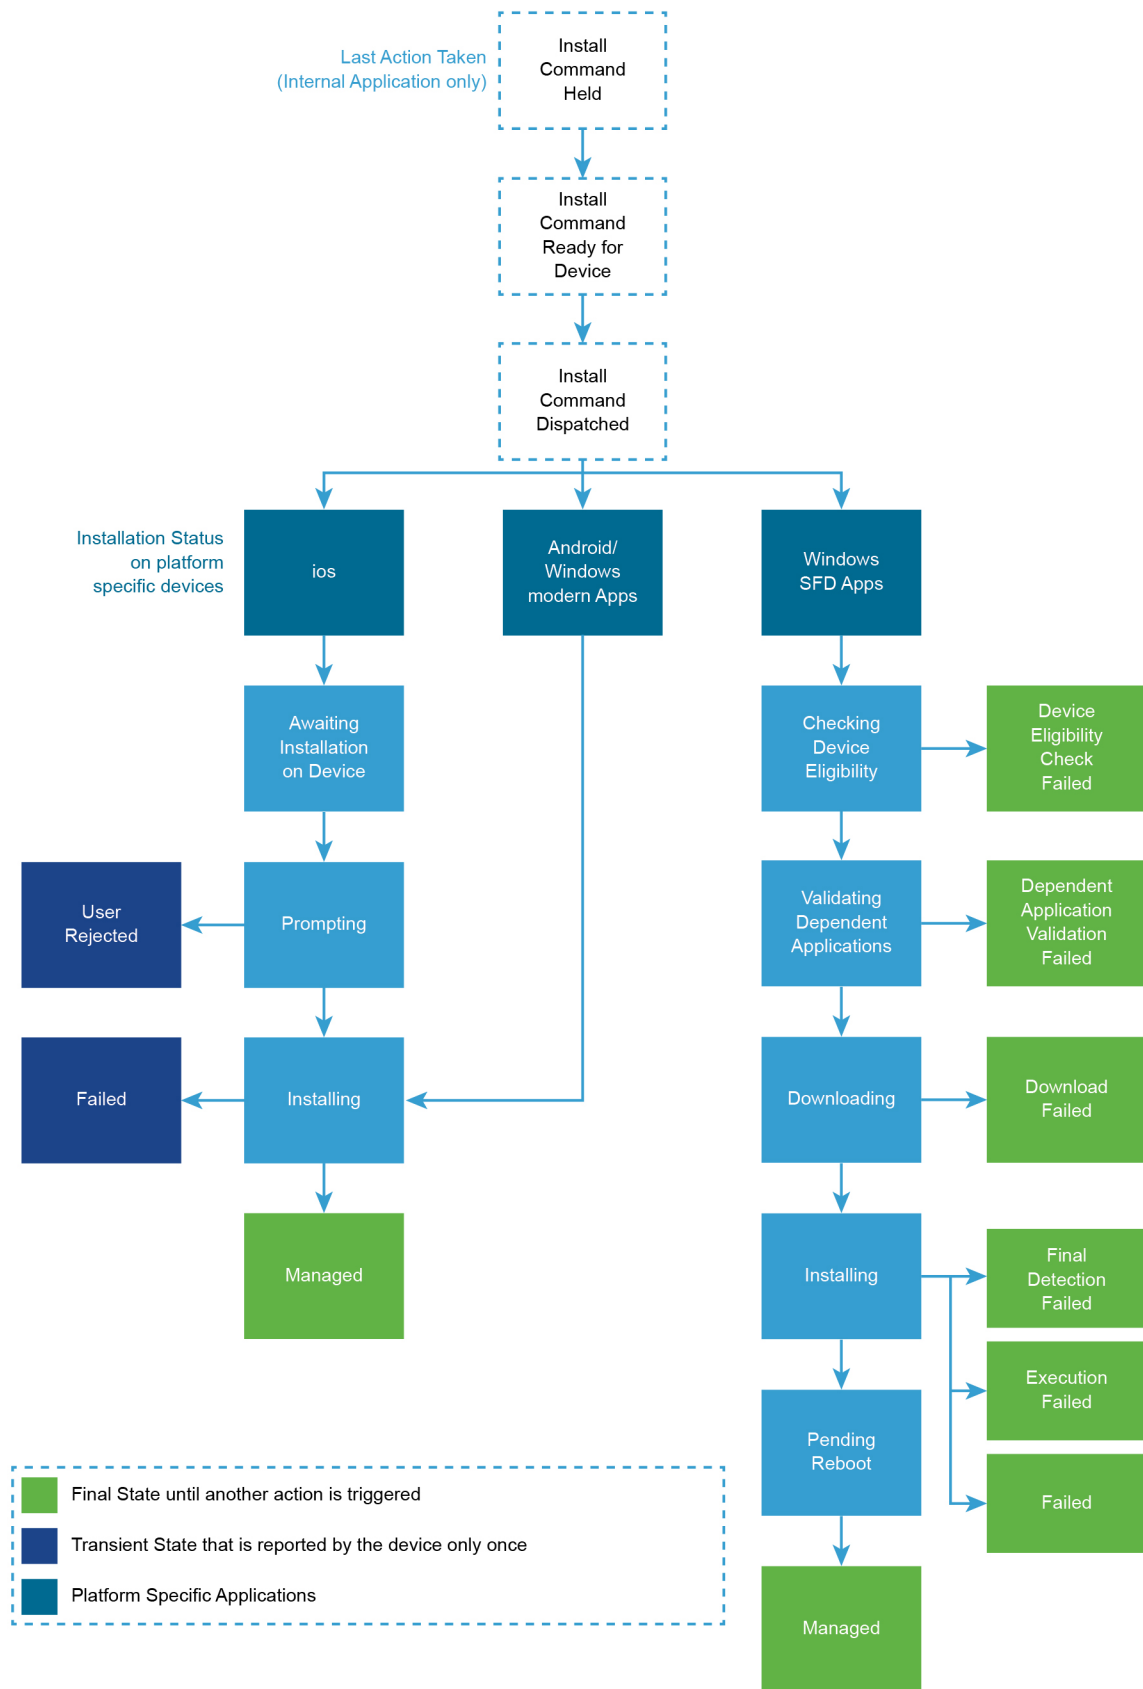 Last Action Taken
(Internal Application only)
Install
Command
Held
Install
Command
Ready for
Device
Install
Command
Dispatched
Installation Status
on platform
specific devices
ios
Android/
Windows
modern Apps
Windows
SFD Apps
Awaiting
Installation
on Device
Checking
Device
Eligibility
Device
Eligibility
Check
Failed
User
Rejected
Prompting
Validating
Dependent
Applications
Dependent
Application
Validation
Failed
Failed
Installing
Downloading
Download
Failed
Managed
Installing
Final
Detection
Failed
Execution
Failed
Pending
Reboot
Failed
Managed
Final State until another action is triggered
Transient State that is reported by the device only once
Platform Specific Applications